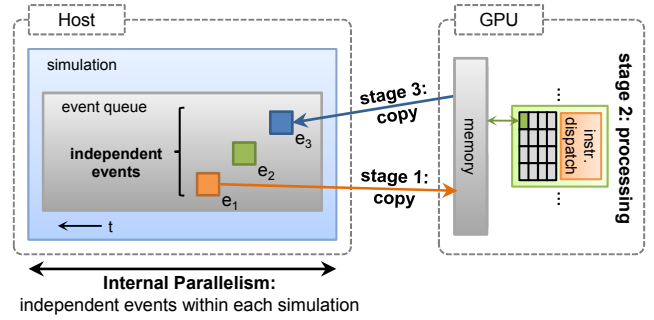 Host
GPU
simulation
event queue
independent
events
e3
e2
e1
t
stage 3:
copy
stage 1:
copy
memory
...
instr.
dispatch
...
stage 2: processing
Internal Parallelism:
independent events within each simulation